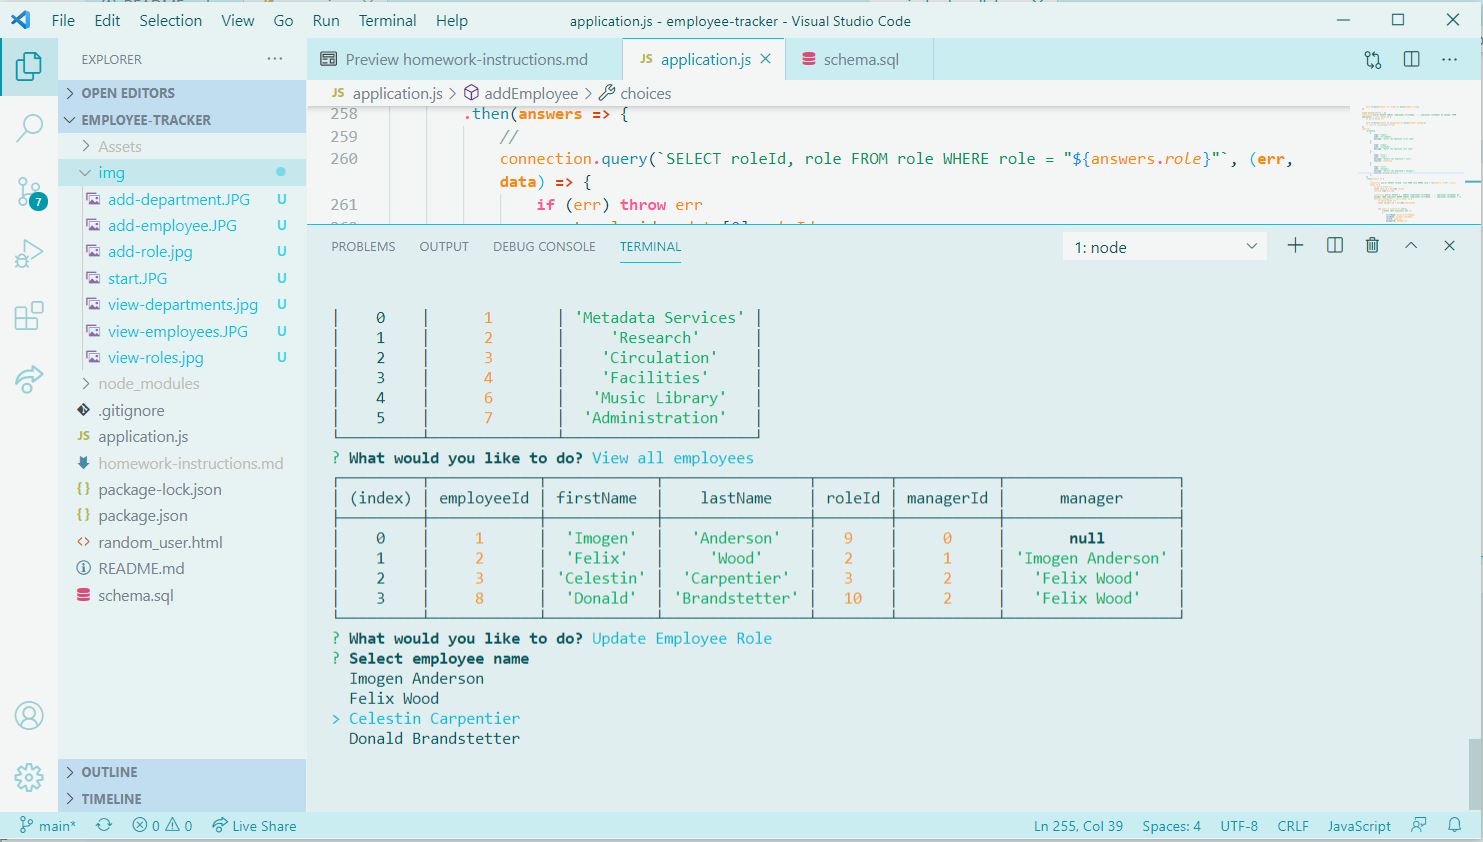 File Edit Selection View Go Run Terminal Help application.js - employee-tracker - Visual Studio Code
EXPLORER
OPEN EDITORS
EMPLOYEE-TRACKER
Assets
img
add-department.JPG U
add-employee.JPG U
add-role.jpg U
start.JPG U
view-departments.jpg U
view-employees.JPG U
view-roles.jpg U
node_modules
.gitignore
JS application.js
homework-instructions.md
{} package-lock.json
{} package.json
<> random_user.html
README.md
schema.sql
OUTLINE
TIMELINE
7
Preview homework-instructions.md JS application.js schema.sql
JS application.js > addEmployee > choices
258 .then(answers => {
259 //
260 connection.query(`SELECT roleId, role FROM role WHERE role = "${answers.role}"`, (err,
data) => {
261 if (err) throw err
PROBLEMS OUTPUT DEBUG CONSOLE TERMINAL 1: node
0 1 'Metadata Services'
1 2 'Research'
2 3 'Circulation'
3 4 'Facilities'
4 6 'Music Library'
5 7 'Administration'
? What would you like to do? View all employees
(index) employeeId firstName lastName roleId managerId manager
0 1 'Imogen' 'Anderson' 9 0 null
1 2 'Felix' 'Wood' 2 1 'Imogen Anderson'
2 3 'Celestin' 'Carpentier' 3 2 'Felix Wood'
3 8 'Donald' 'Brandstetter' 10 2 'Felix Wood'
? What would you like to do? Update Employee Role
? Select employee name
Imogen Anderson
Felix Wood
> Celestin Carpentier
Donald Brandstetter
main* 0 0 Live Share Ln 255, Col 39 Spaces: 4 UTF-8 CRLF JavaScript